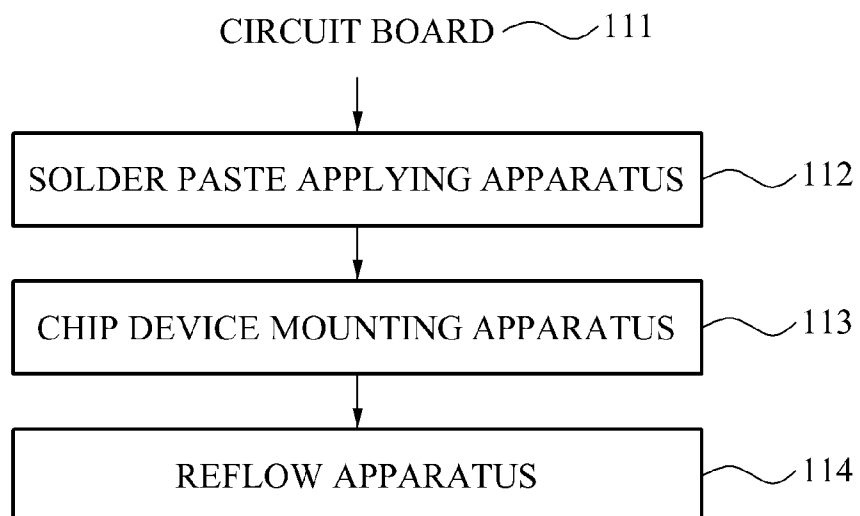 CIRCUIT BOARD 111
SOLDER PASTE APPLYING APPARATUS 112
CHIP DEVICE MOUNTING APPARATUS 113
REFLOW APPARATUS 114